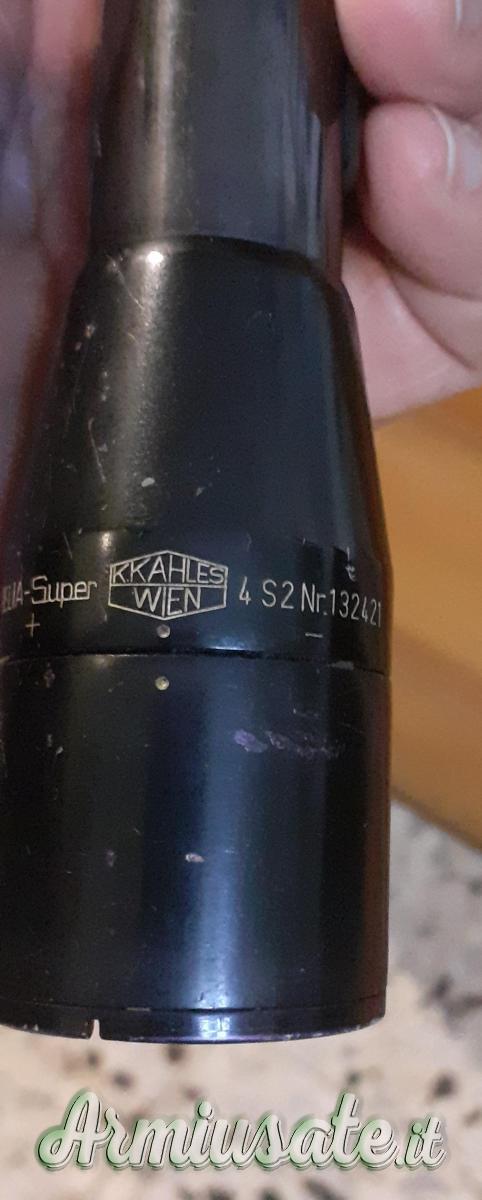 -Super K.KAHLES WIEN 4 S2 Nr.132421
+ −
Armiusate.it